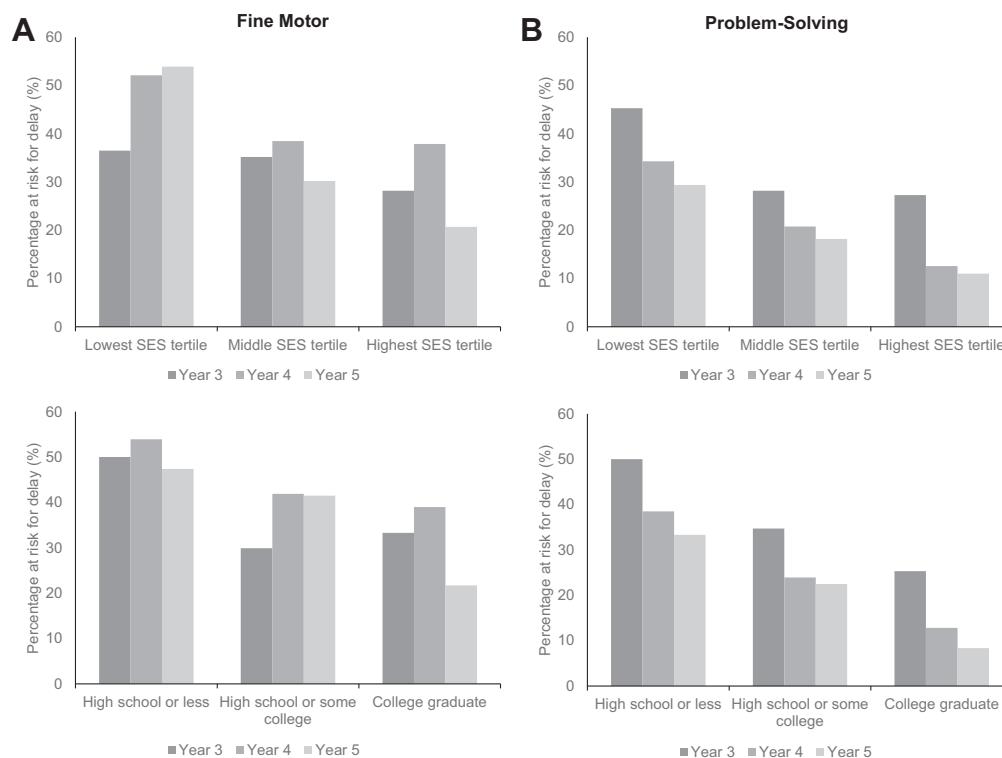 A
Fine Motor
Percentage at risk for delay (%)
60
50
40
30
20
10
0
Lowest SES tertile
Middle SES tertile
Highest SES tertile
Year 3
Year 4
Year 5
B
Problem-Solving
Percentage at risk for delay (%)
60
50
40
30
20
10
0
Lowest SES tertile
Middle SES tertile
Highest SES tertile
Year 3
Year 4
Year 5
Percentage at risk for delay (%)
60
50
40
30
20
10
0
High school or less
High school or some
college
College graduate
Year 3
Year 4
Year 5
Percentage at risk for delay (%)
60
50
40
30
20
10
0
High school or less
High school or some
college
College graduate
Year 3
Year 4
Year 5